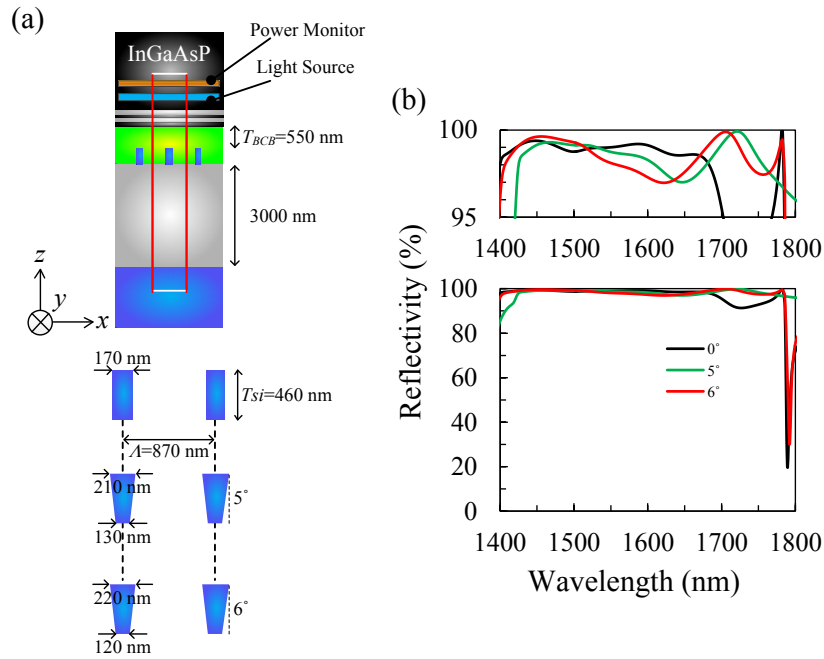 (a)
Power Monitor
InGaAsP
Light Source
T_BCB=550 nm
3000 nm
z
y
x
170 nm
Tsi=460 nm
Λ=870 nm
210 nm
5°
130 nm
220 nm
6°
120 nm
(b)
100
95
1400 1500 1600 1700 1800
Reflectivity (%)
100
80
60
40
20
0
0°
5°
6°
1400 1500 1600 1700 1800
Wavelength (nm)